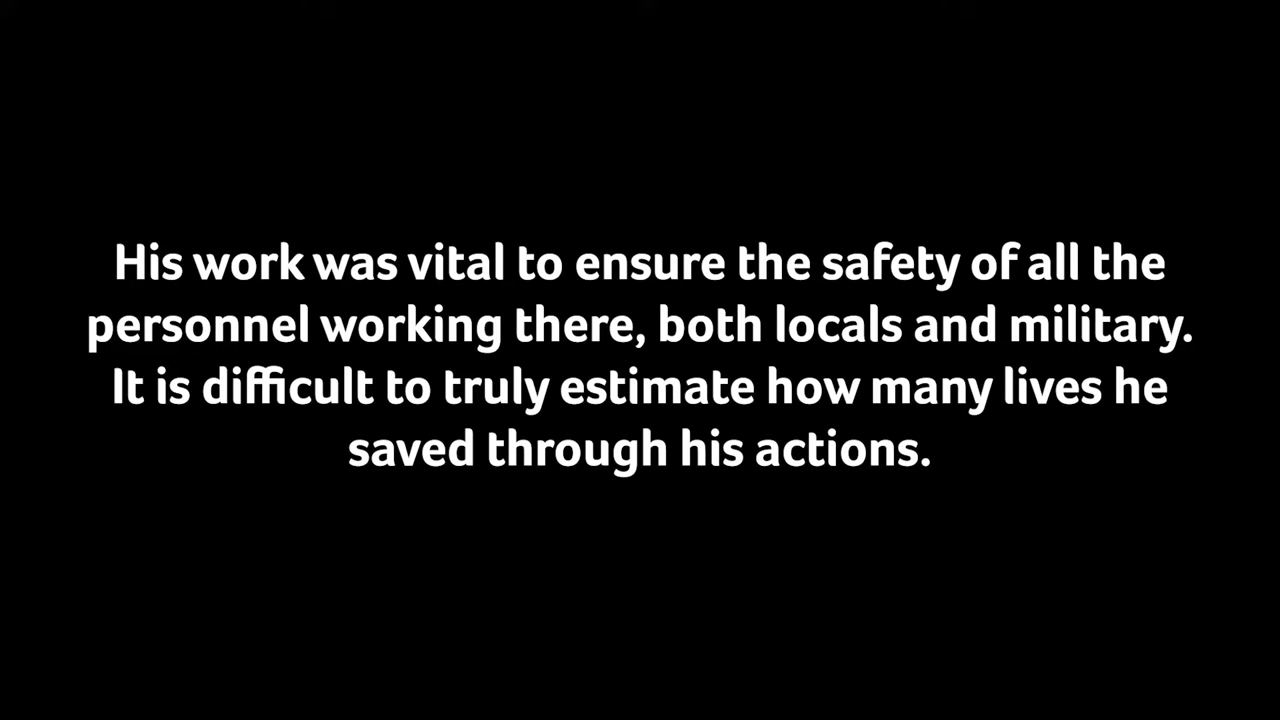 His work was vital to ensure the safety of all the
personnel working there, both locals and military.
It is difficult to truly estimate how many lives he
saved through his actions.